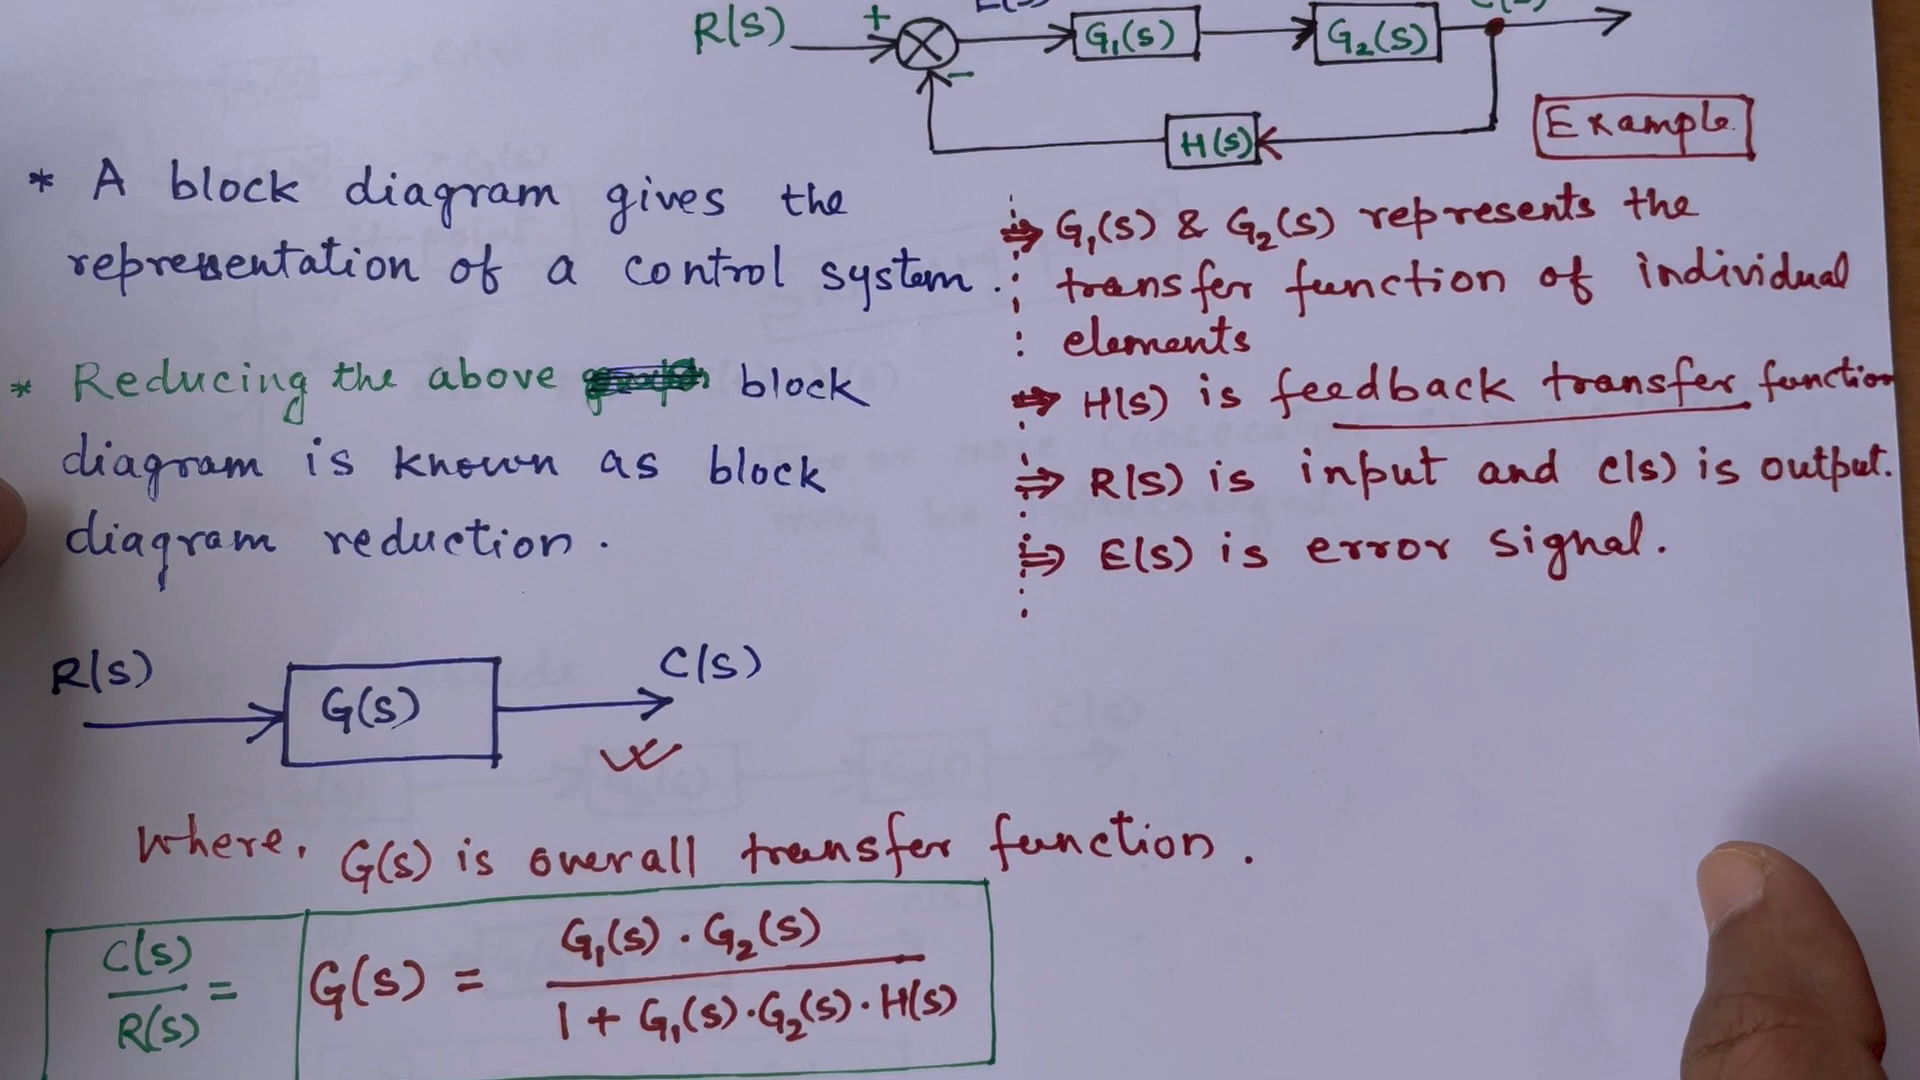 R(S) + G₁(S) G₂(S)
−
H(S)
Example
* A block diagram gives the
representation of a control system.
* Reducing the above block
diagram is known as block
diagram reduction.
⇒ G₁(S) & G₂(S) represents the
transfer function of individual
elements
⇒ H(S) is feedback transfer function
⇒ R(S) is input and C(S) is output.
⇒ E(S) is error signal.
R(S) G(S) C(S)
where, G(S) is overall transfer function.
C(S)/R(S) = G(S) = G₁(S) · G₂(S) / 1 + G₁(S) · G₂(S) · H(S)